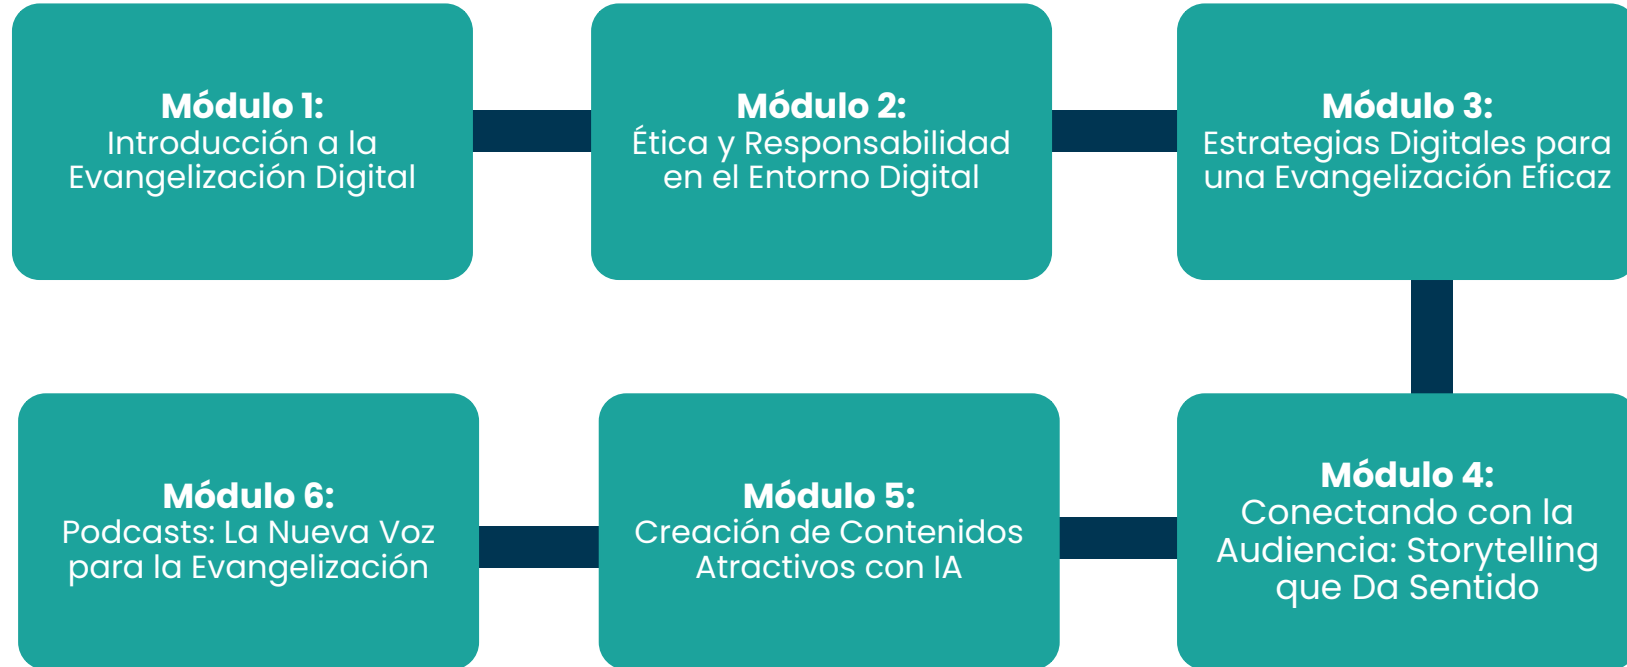 Módulo 1:
Introducción a la
Evangelización Digital
Módulo 2:
Ética y Responsabilidad
en el Entorno Digital
Módulo 3:
Estrategias Digitales para
una Evangelización Eficaz
Módulo 4:
Conectando con la
Audiencia: Storytelling
que Da Sentido
Módulo 5:
Creación de Contenidos
Atractivos con IA
Módulo 6:
Podcasts: La Nueva Voz
para la Evangelización